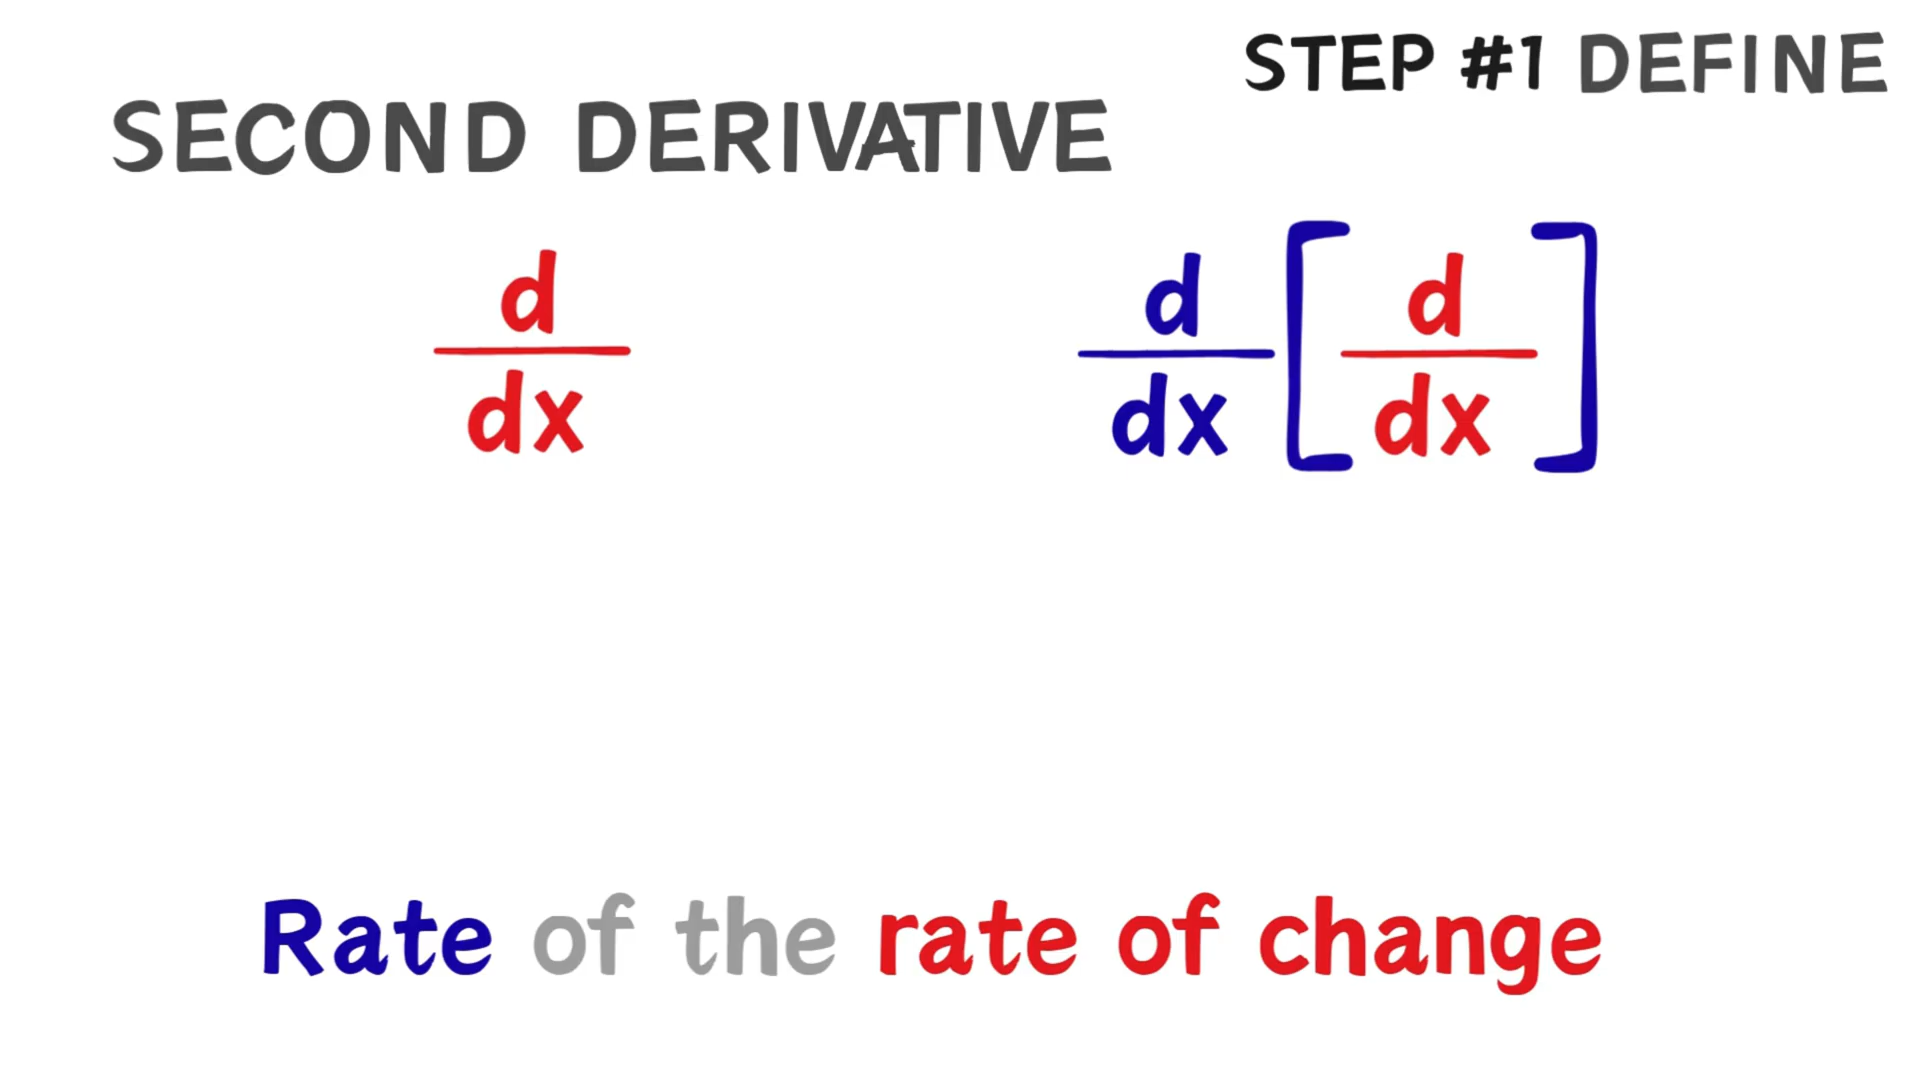 STEP #1 DEFINE
SECOND DERIVATIVE
d
dx
d
dx
[
d
dx
]
Rate of the rate of change